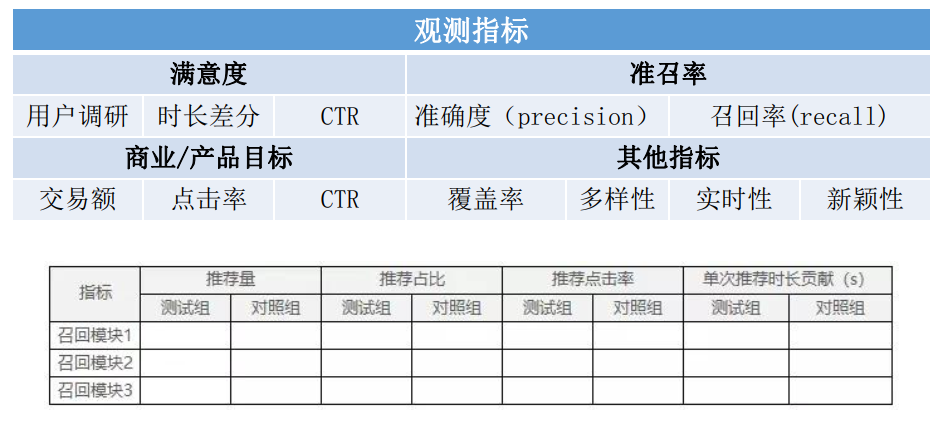 观测指标
满意度 准召率
用户调研 时长差分 CTR 准确度（precision） 召回率(recall)
商业/产品目标 其他指标
交易额 点击率 CTR 覆盖率 多样性 实时性 新颖性
指标 推荐量 推荐占比 推荐点击率 单次推荐时长贡献（s）
测试组 对照组 测试组 对照组 测试组 对照组 测试组 对照组
召回模块1
召回模块2
召回模块3